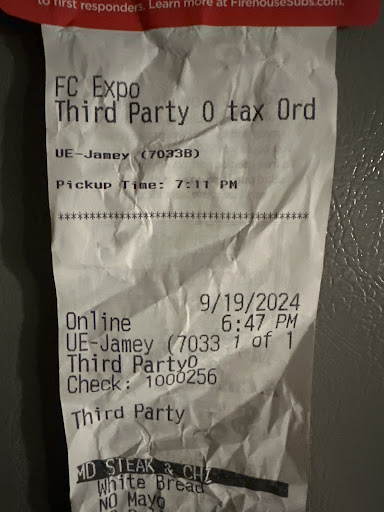 to first responders. Learn more at FirehouseSubs.com.
FC Expo
Third Party 0 tax Ord
UE-Jamey (7033B)
Pickup Time: 7:11 PM
****************************************
9/19/2024
Online 6:47 PM
UE-Jamey (7033 1 of 1
Third Party0
Check: 1000256
Third Party
MD STEAK & CHZ
White Bread
NO Mayo